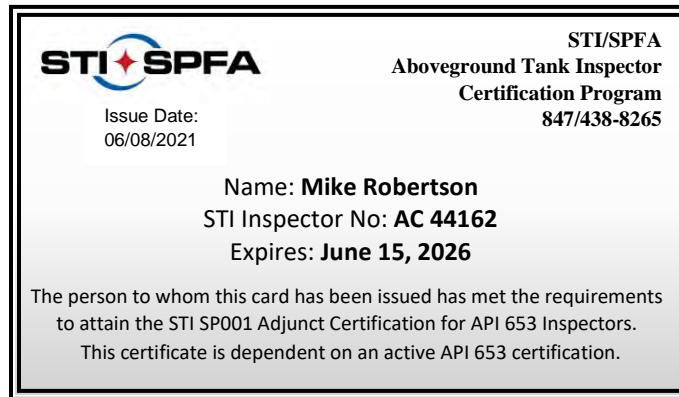 STI SPFA
Issue Date:
06/08/2021
STI/SPFA
Aboveground Tank Inspector
Certification Program
847/438-8265
Name: Mike Robertson
STI Inspector No: AC 44162
Expires: June 15, 2026
The person to whom this card has been issued has met the requirements
to attain the STI SP001 Adjunct Certification for API 653 Inspectors.
This certificate is dependent on an active API 653 certification.